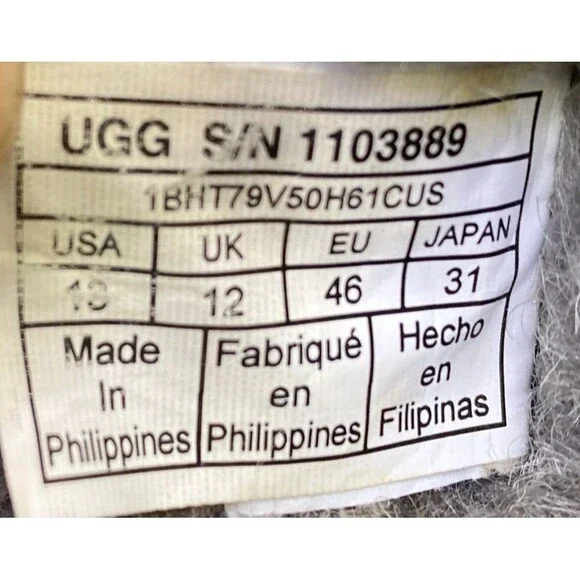 UGG S/N 1103889
1BHT79V50H61CUS
USA UK EU JAPAN
12 46 31
Made Fabriqué Hecho
In en en
Philippines Philippines Filipinas